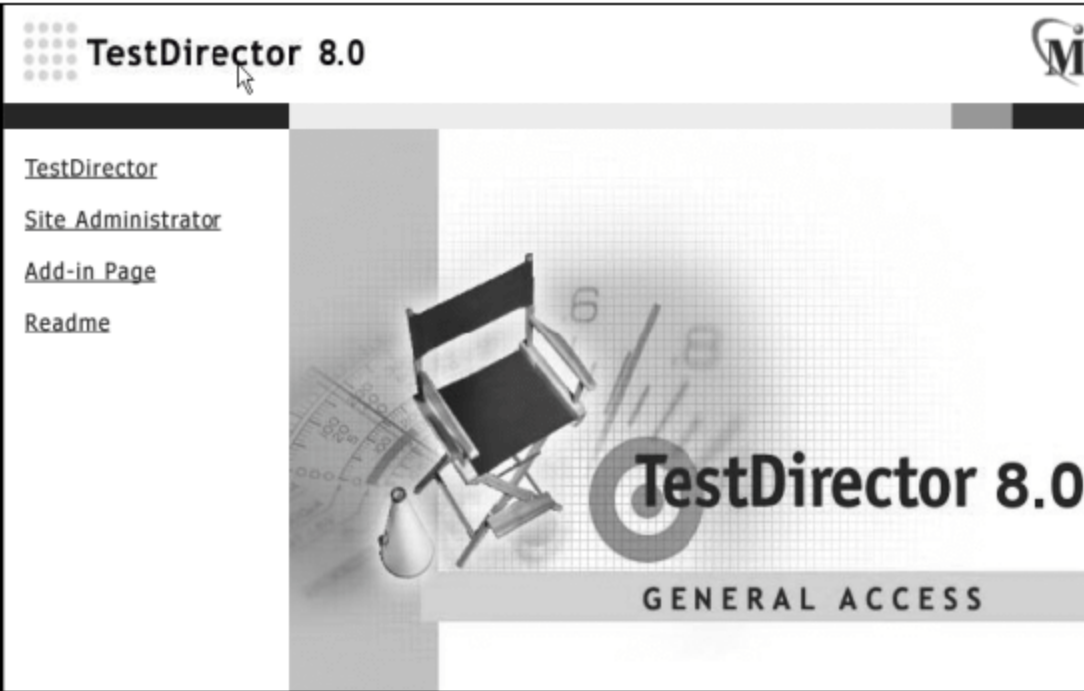 TestDirector 8.0
M
TestDirector
Site Administrator
Add-in Page
Readme
6
8
TestDirector 8.0
GENERAL ACCESS